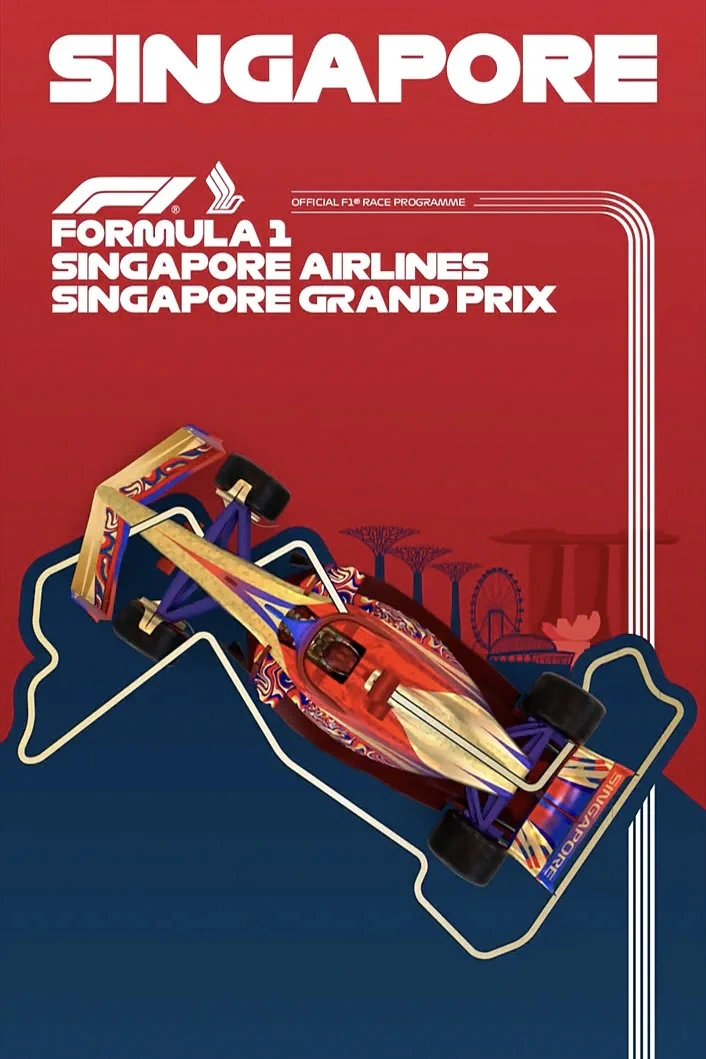 SINGAPORE
F1®
OFFICIAL F1® RACE PROGRAMME
FORMULA 1
SINGAPORE AIRLINES
SINGAPORE GRAND PRIX
SINGAPORE